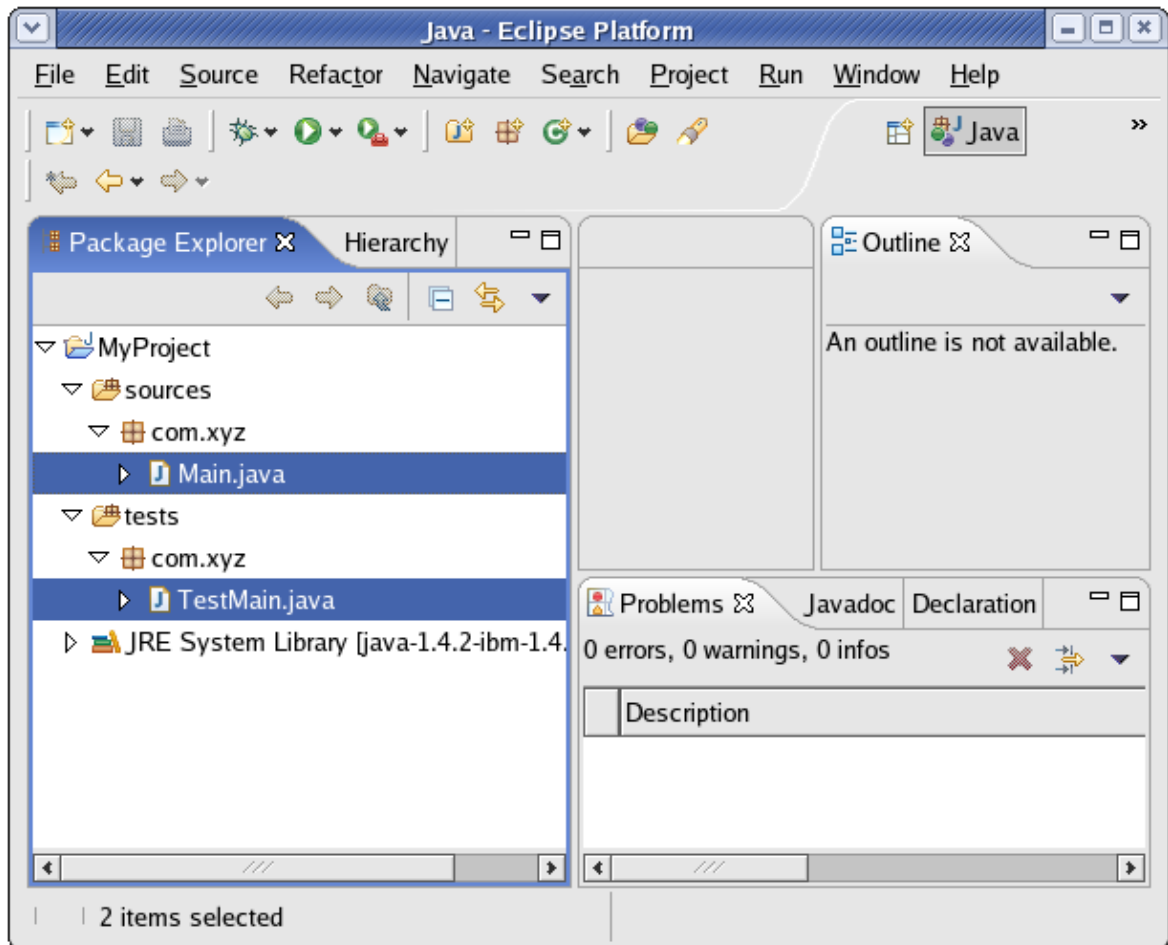 Java - Eclipse Platform
File Edit Source Refactor Navigate Search Project Run Window Help
Java
Package Explorer Hierarchy
Outline
MyProject
An outline is not available.
sources
com.xyz
Main.java
tests
com.xyz
TestMain.java
Problems Javadoc Declaration
JRE System Library [java-1.4.2-ibm-1.4.
0 errors, 0 warnings, 0 infos
Description
2 items selected